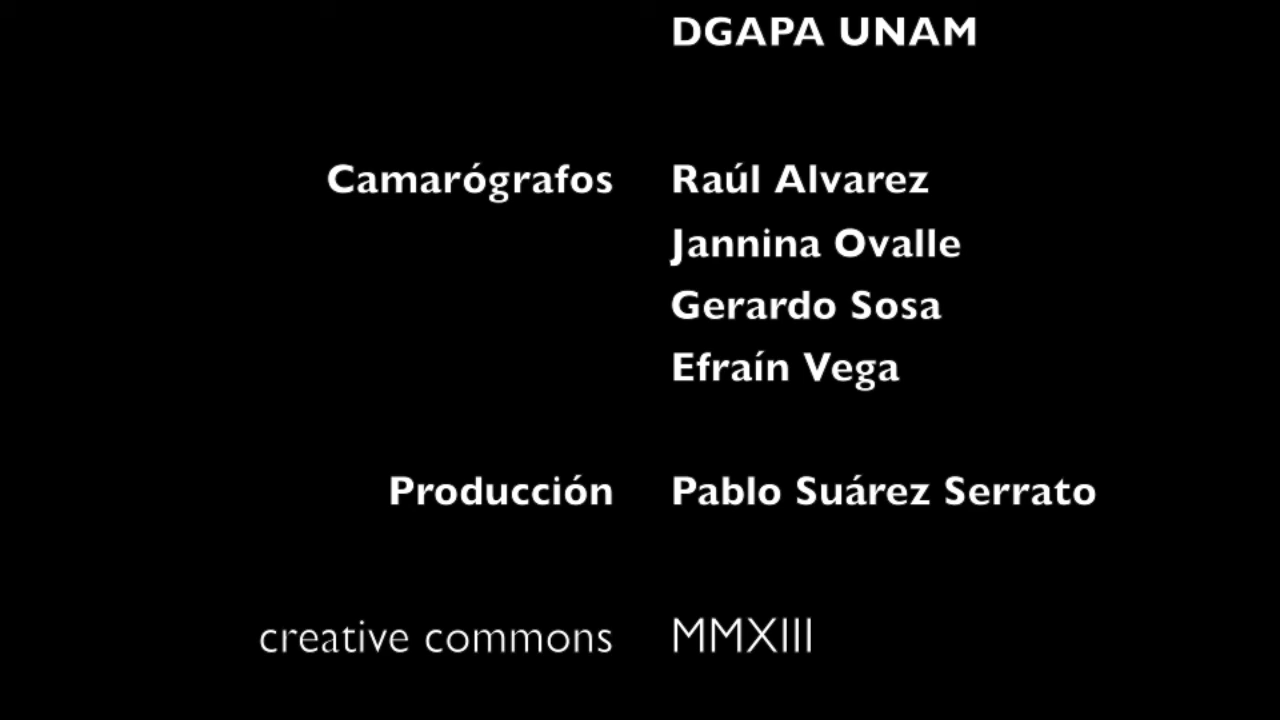 DGAPA UNAM
Camarógrafos Raúl Alvarez
Jannina Ovalle
Gerardo Sosa
Efraín Vega
Producción Pablo Suárez Serrato
creative commons MMXIII